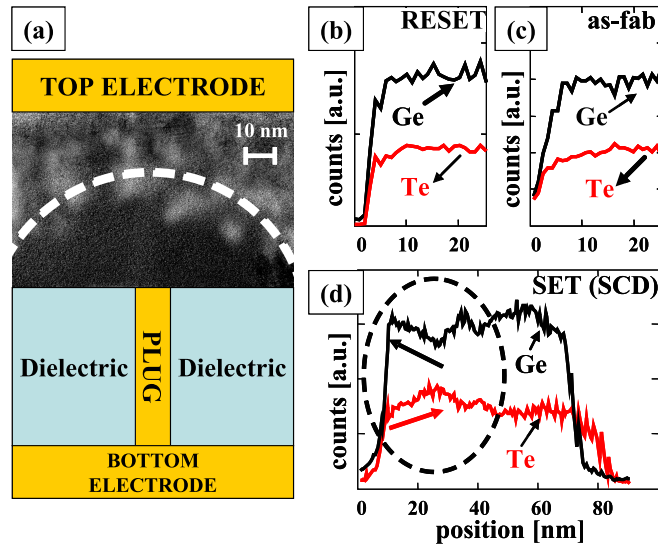 (a)
TOP ELECTRODE
10 nm
Dielectric
PLUG
Dielectric
BOTTOM
ELECTRODE
(b)
RESET
counts [a.u.]
Ge
Te
0 10 20
(c)
as-fab
counts [a.u.]
Ge
Te
0 10 20
(d)
SET (SCD)
counts [a.u.]
Ge
Te
0 20 40 60 80
position [nm]